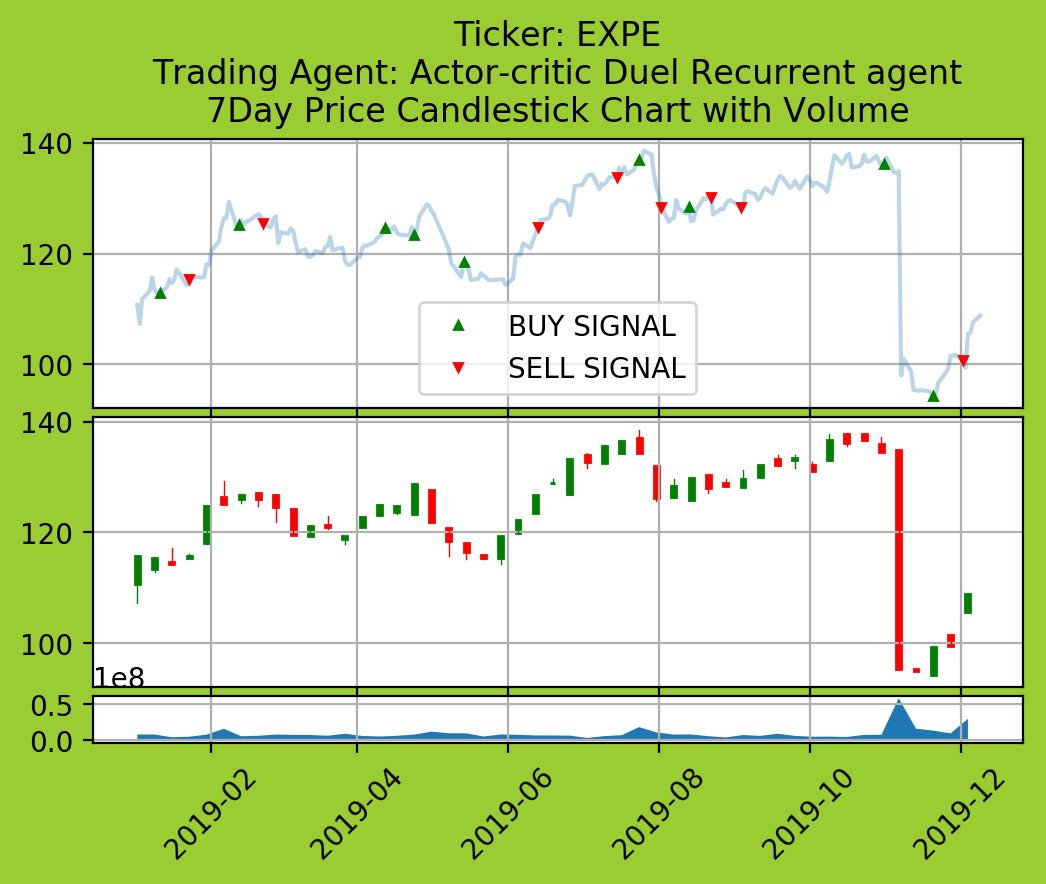 Ticker: EXPE
Trading Agent: Actor-critic Duel Recurrent agent
7Day Price Candlestick Chart with Volume
140
120
100
BUY SIGNAL
SELL SIGNAL
140
120
100
1e8
0.5
0.0
2019-02
2019-04
2019-06
2019-08
2019-10
2019-12